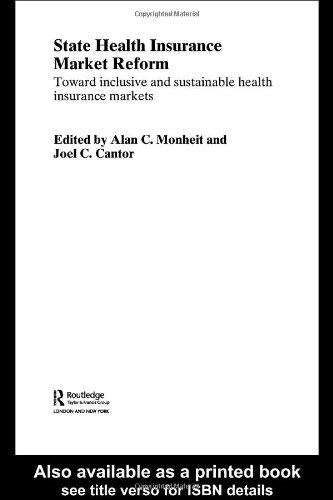 Copyrighted Material
State Health Insurance
Market Reform
Toward inclusive and sustainable health
insurance markets
Edited by Alan C. Monheit and
Joel C. Cantor
Routledge
Taylor & Francis Group
LONDON AND NEW YORK
Copyrighted Material
Also available as a printed book
see title verso for ISBN details